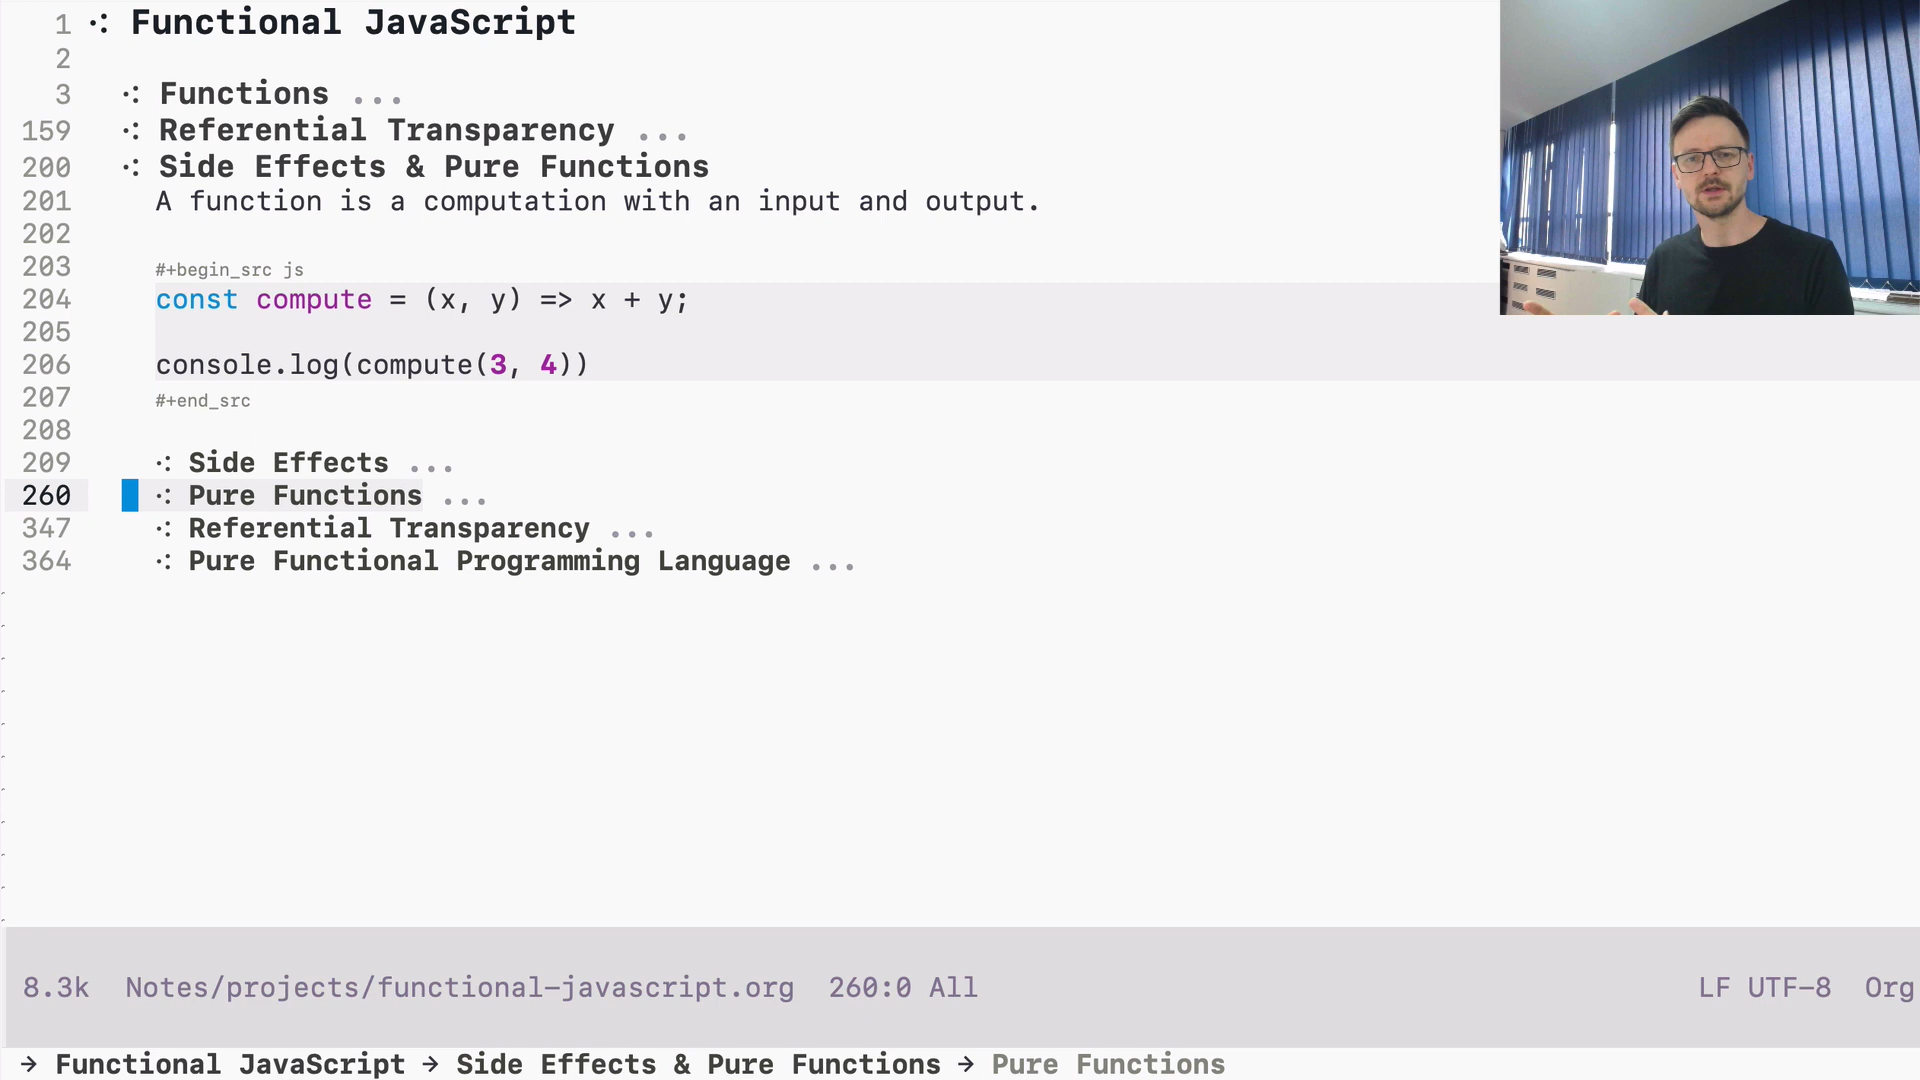 1 Functional JavaScript
2
3 Functions ...
159 Referential Transparency ...
200 Side Effects & Pure Functions
201 A function is a computation with an input and output.
202
203 #+begin_src js
204 const compute = (x, y) => x + y;
205
206 console.log(compute(3, 4))
207 #+end_src
208
209 Side Effects ...
260 Pure Functions ...
347 Referential Transparency ...
364 Pure Functional Programming Language ...
8.3k Notes/projects/functional-javascript.org 260:0 All LF UTF-8 Org
→ Functional JavaScript → Side Effects & Pure Functions → Pure Functions